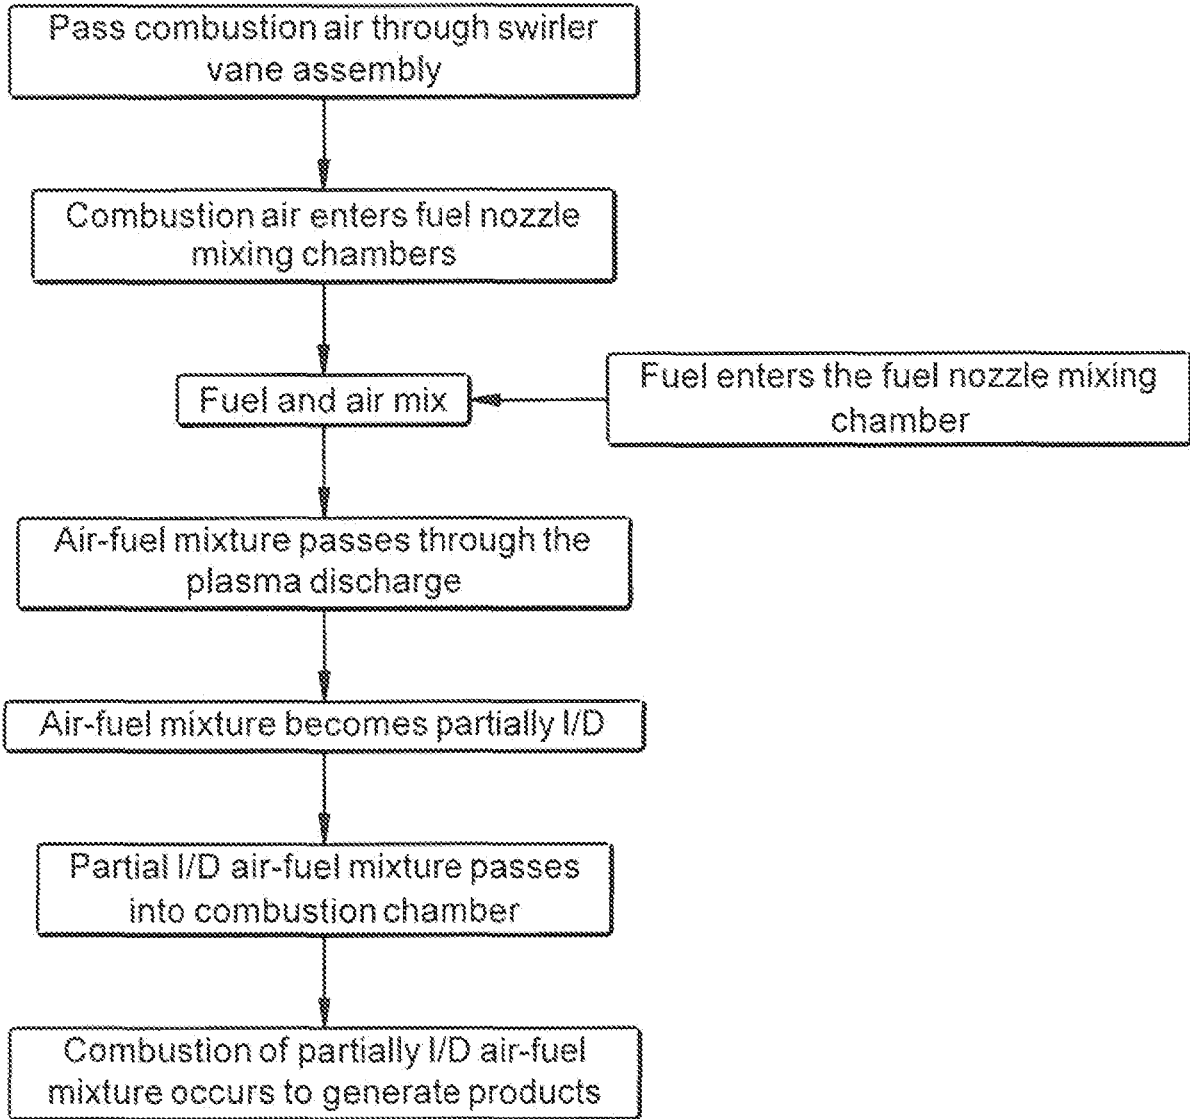 Pass combustion air through swirler
vane assembly
Combustion air enters fuel nozzle
mixing chambers
Fuel and air mix
Fuel enters the fuel nozzle mixing
chamber
Air-fuel mixture passes through the
plasma discharge
Air-fuel mixture becomes partially I/D
Partial I/D air-fuel mixture passes
into combustion chamber
Combustion of partially I/D air-fuel
mixture occurs to generate products